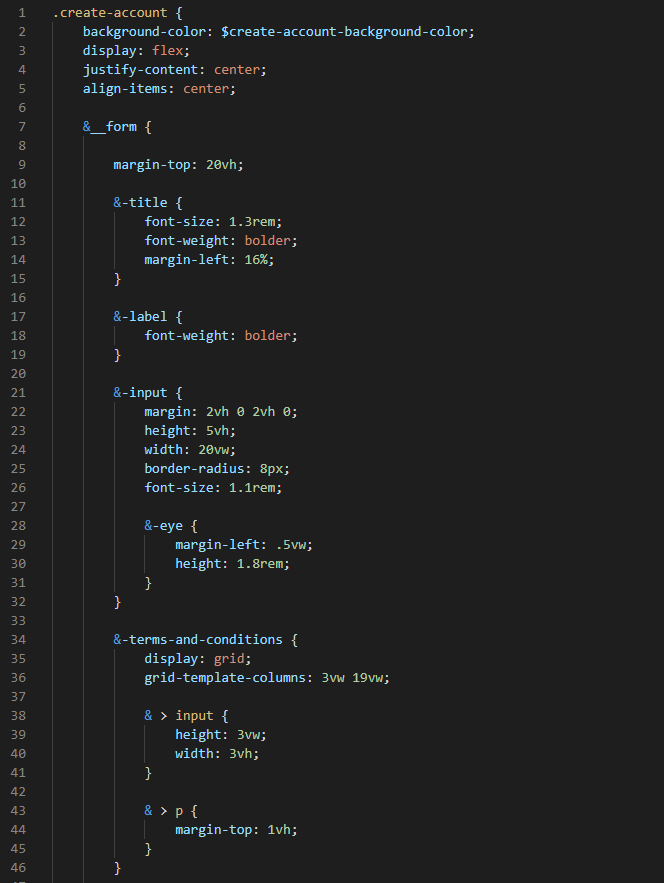 1 .create-account {
2 background-color: $create-account-background-color;
3 display: flex;
4 justify-content: center;
5 align-items: center;
6
7 &__form {
8
9 margin-top: 20vh;
10
11 &-title {
12 font-size: 1.3rem;
13 font-weight: bolder;
14 margin-left: 16%;
15 }
16
17 &-label {
18 font-weight: bolder;
19 }
20
21 &-input {
22 margin: 2vh 0 2vh 0;
23 height: 5vh;
24 width: 20vw;
25 border-radius: 8px;
26 font-size: 1.1rem;
27
28 &-eye {
29 margin-left: .5vw;
30 height: 1.8rem;
31 }
32 }
33
34 &-terms-and-conditions {
35 display: grid;
36 grid-template-columns: 3vw 19vw;
37
38 & > input {
39 height: 3vw;
40 width: 3vh;
41 }
42
43 & > p {
44 margin-top: 1vh;
45 }
46 }